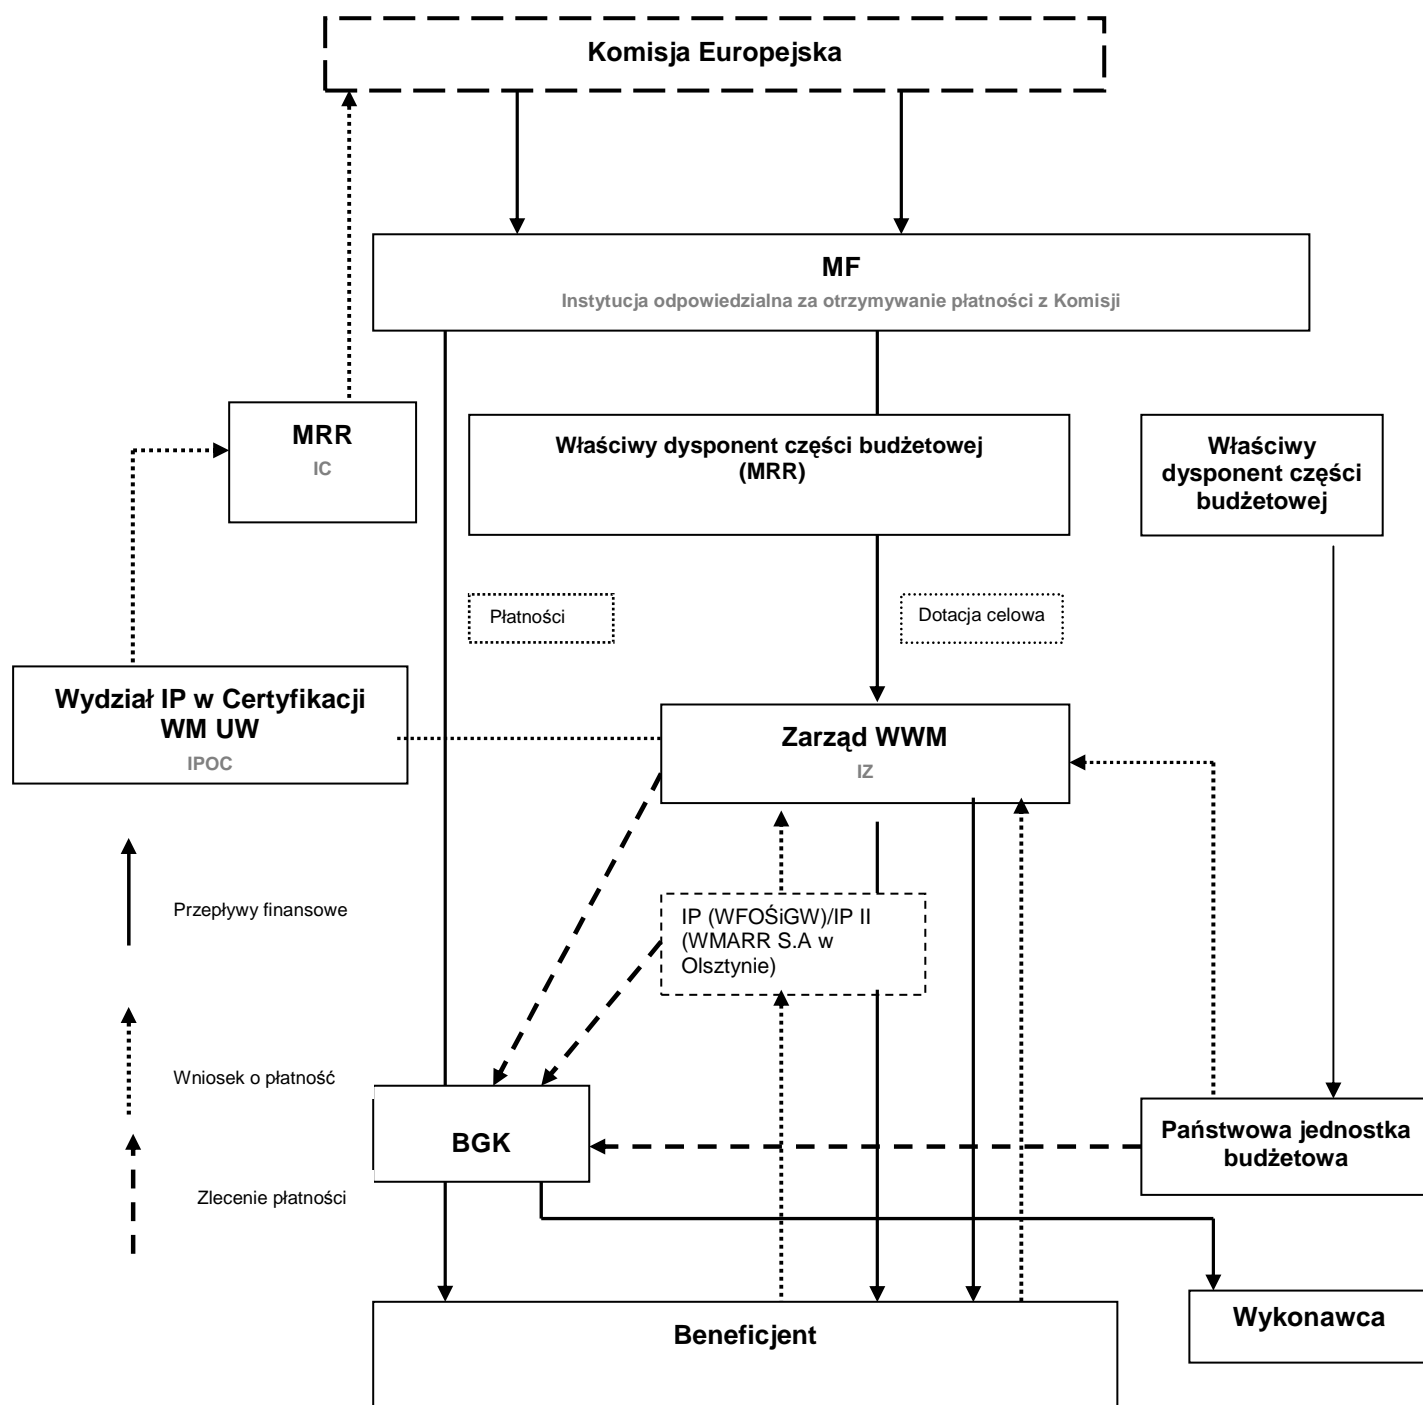 Komisja Europejska
MF
Instytucja odpowiedzialna za otrzymywanie płatności z Komisji
MRR
IC
Właściwy dysponent części budżetowej
(MRR)
Właściwy
dysponent części
budżetowej
Płatności
Dotacja celowa
Wydział IP w Certyfikacji
WM UW
IPOC
Zarząd WWM
IZ
Przepływy finansowe
IP (WFOŚiGW)/IP II
(WMARR S.A w
Olsztynie)
Wniosek o płatność
BGK
Państwowa jednostka
budżetowa
Zlecenie płatności
Beneficjent
Wykonawca